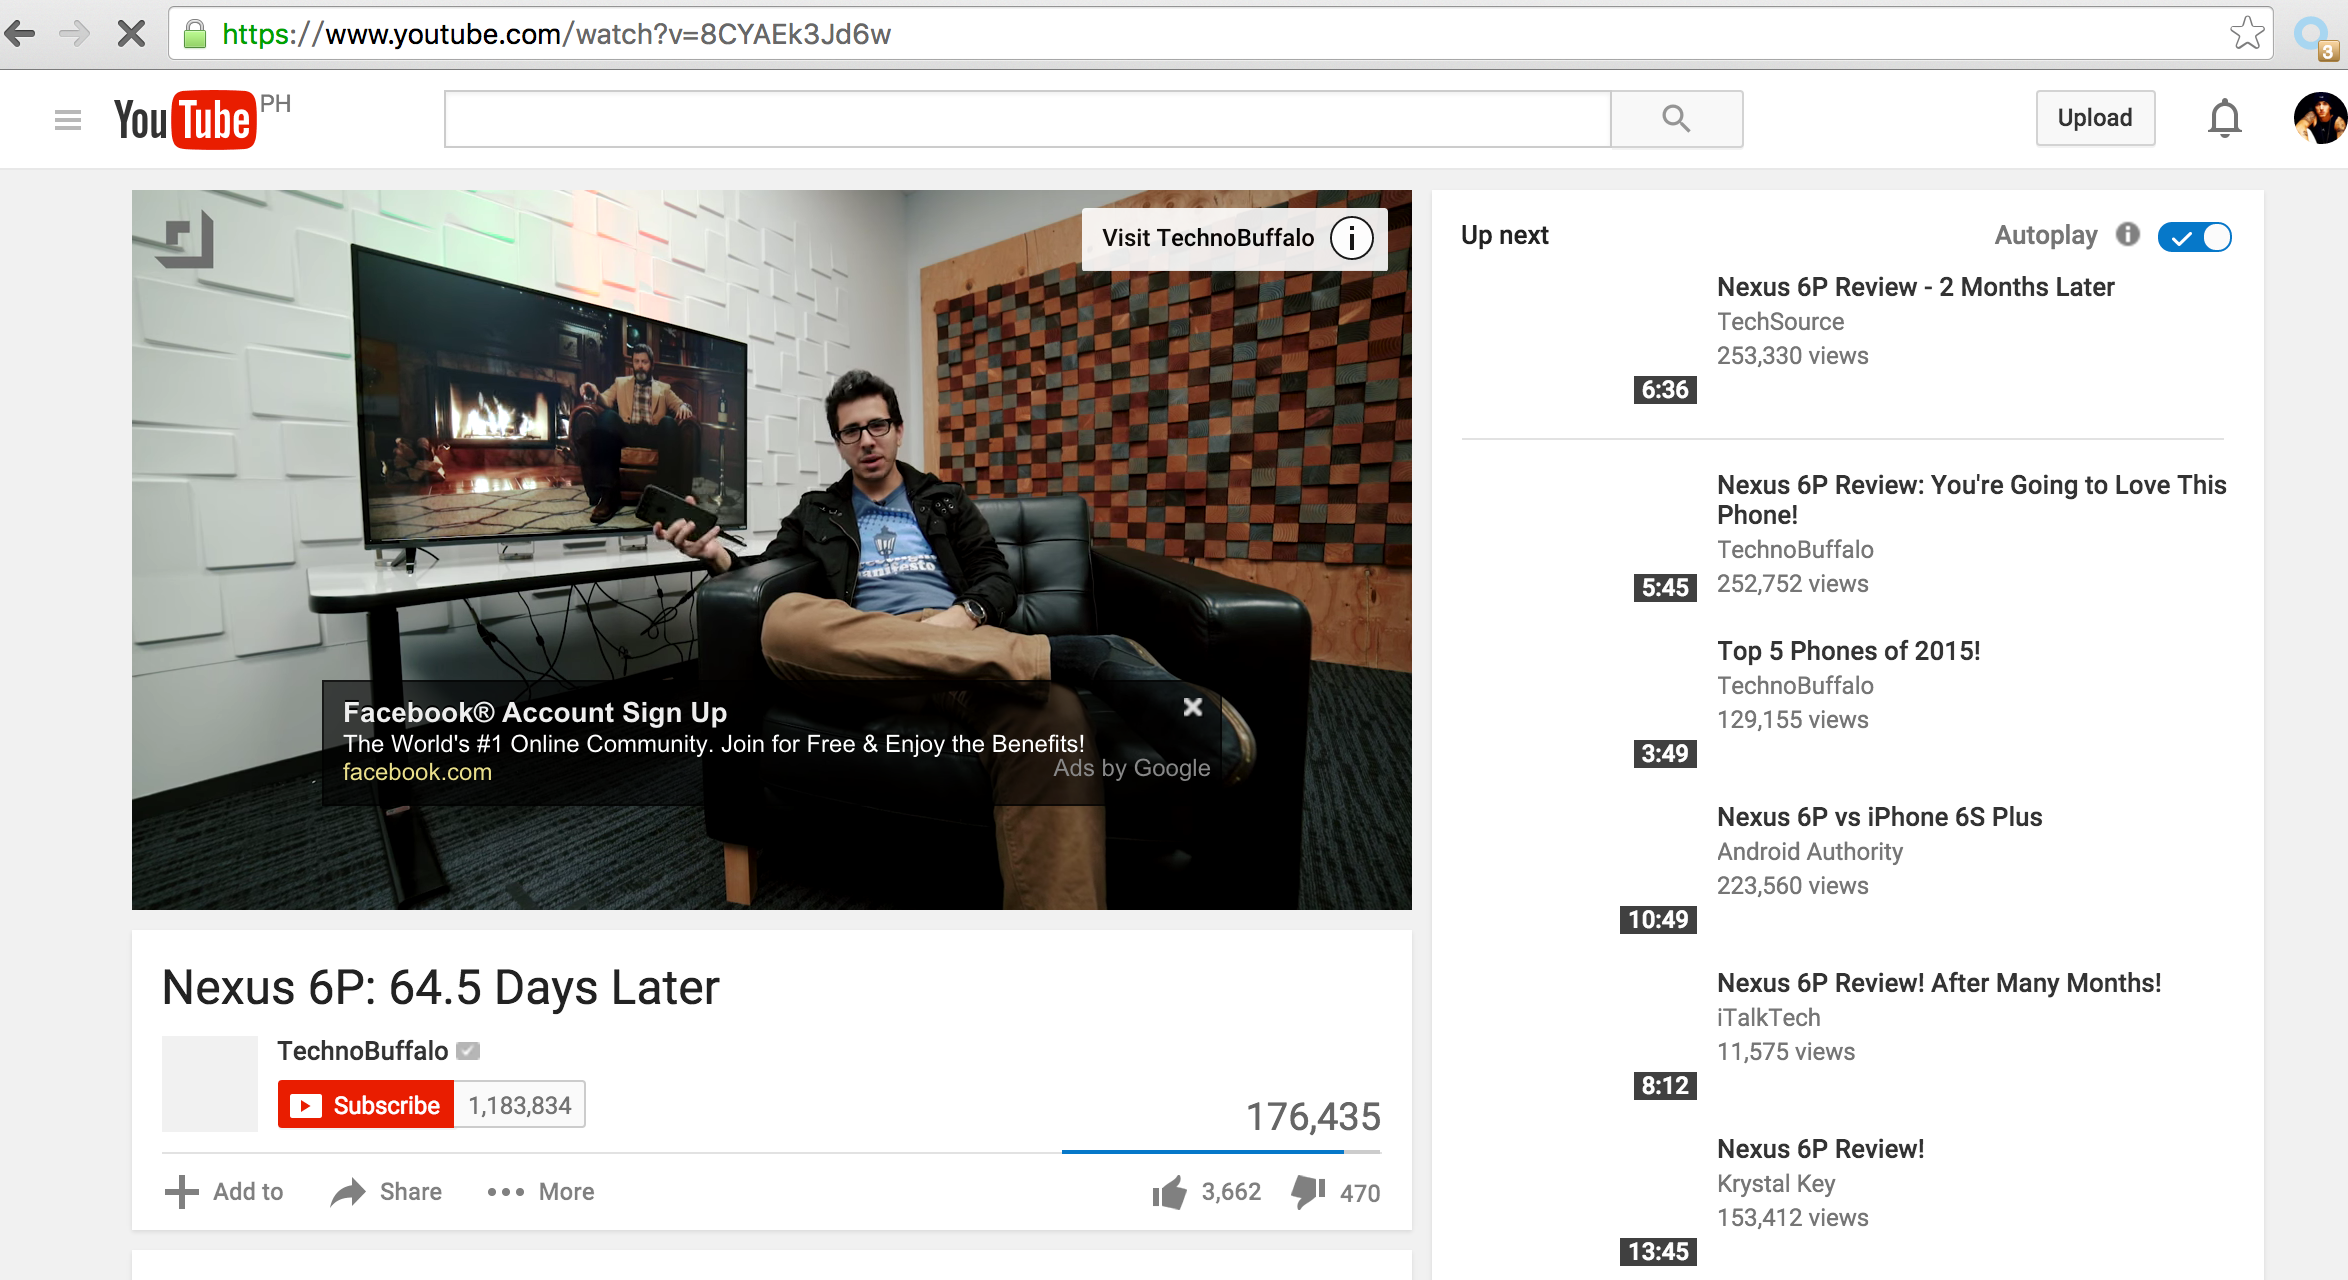 https://www.youtube.com/watch?v=8CYAEk3Jd6w
3
YouTube PH
Upload
Visit TechnoBuffalo
manifesto
Facebook® Account Sign Up
The World's #1 Online Community. Join for Free & Enjoy the Benefits!
facebook.com
Ads by Google
Nexus 6P: 64.5 Days Later
TechnoBuffalo
Subscribe 1,183,834
176,435
Add to Share More 3,662 470
Up next Autoplay
Nexus 6P Review - 2 Months Later
TechSource
253,330 views
6:36
Nexus 6P Review: You're Going to Love This
Phone!
TechnoBuffalo
252,752 views
5:45
Top 5 Phones of 2015!
TechnoBuffalo
129,155 views
3:49
Nexus 6P vs iPhone 6S Plus
Android Authority
223,560 views
10:49
Nexus 6P Review! After Many Months!
iTalkTech
11,575 views
8:12
Nexus 6P Review!
Krystal Key
153,412 views
13:45